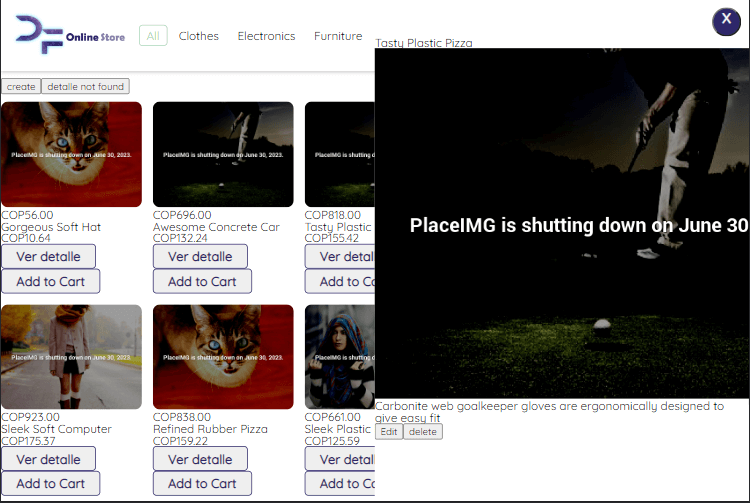 DF Online Store
All
Clothes
Electronics
Furniture
X
create
detalle not found
PlaceIMG is shutting down on June 30, 2023.
COP56.00
Gorgeous Soft Hat
COP10.64
Ver detalle
Add to Cart
PlaceIMG is shutting down on June 30, 2023.
COP696.00
Awesome Concrete Car
COP132.24
Ver detalle
Add to Cart
PlaceIMG is shutting down
COP818.00
Tasty Plastic
COP155.42
Ver detalle
Add to Ca
PlaceIMG is shutting down on June 30, 2023.
COP923.00
Sleek Soft Computer
COP175.37
Ver detalle
Add to Cart
PlaceIMG is shutting down on June 30, 2023.
COP838.00
Refined Rubber Pizza
COP159.22
Ver detalle
Add to Cart
PlaceIMG is shutting down
COP661.00
Sleek Plastic
COP125.59
Ver detalle
Add to Ca
Tasty Plastic Pizza
PlaceIMG is shutting down on June 30
Carbonite web goalkeeper gloves are ergonomically designed to
give easy fit
Edit
delete